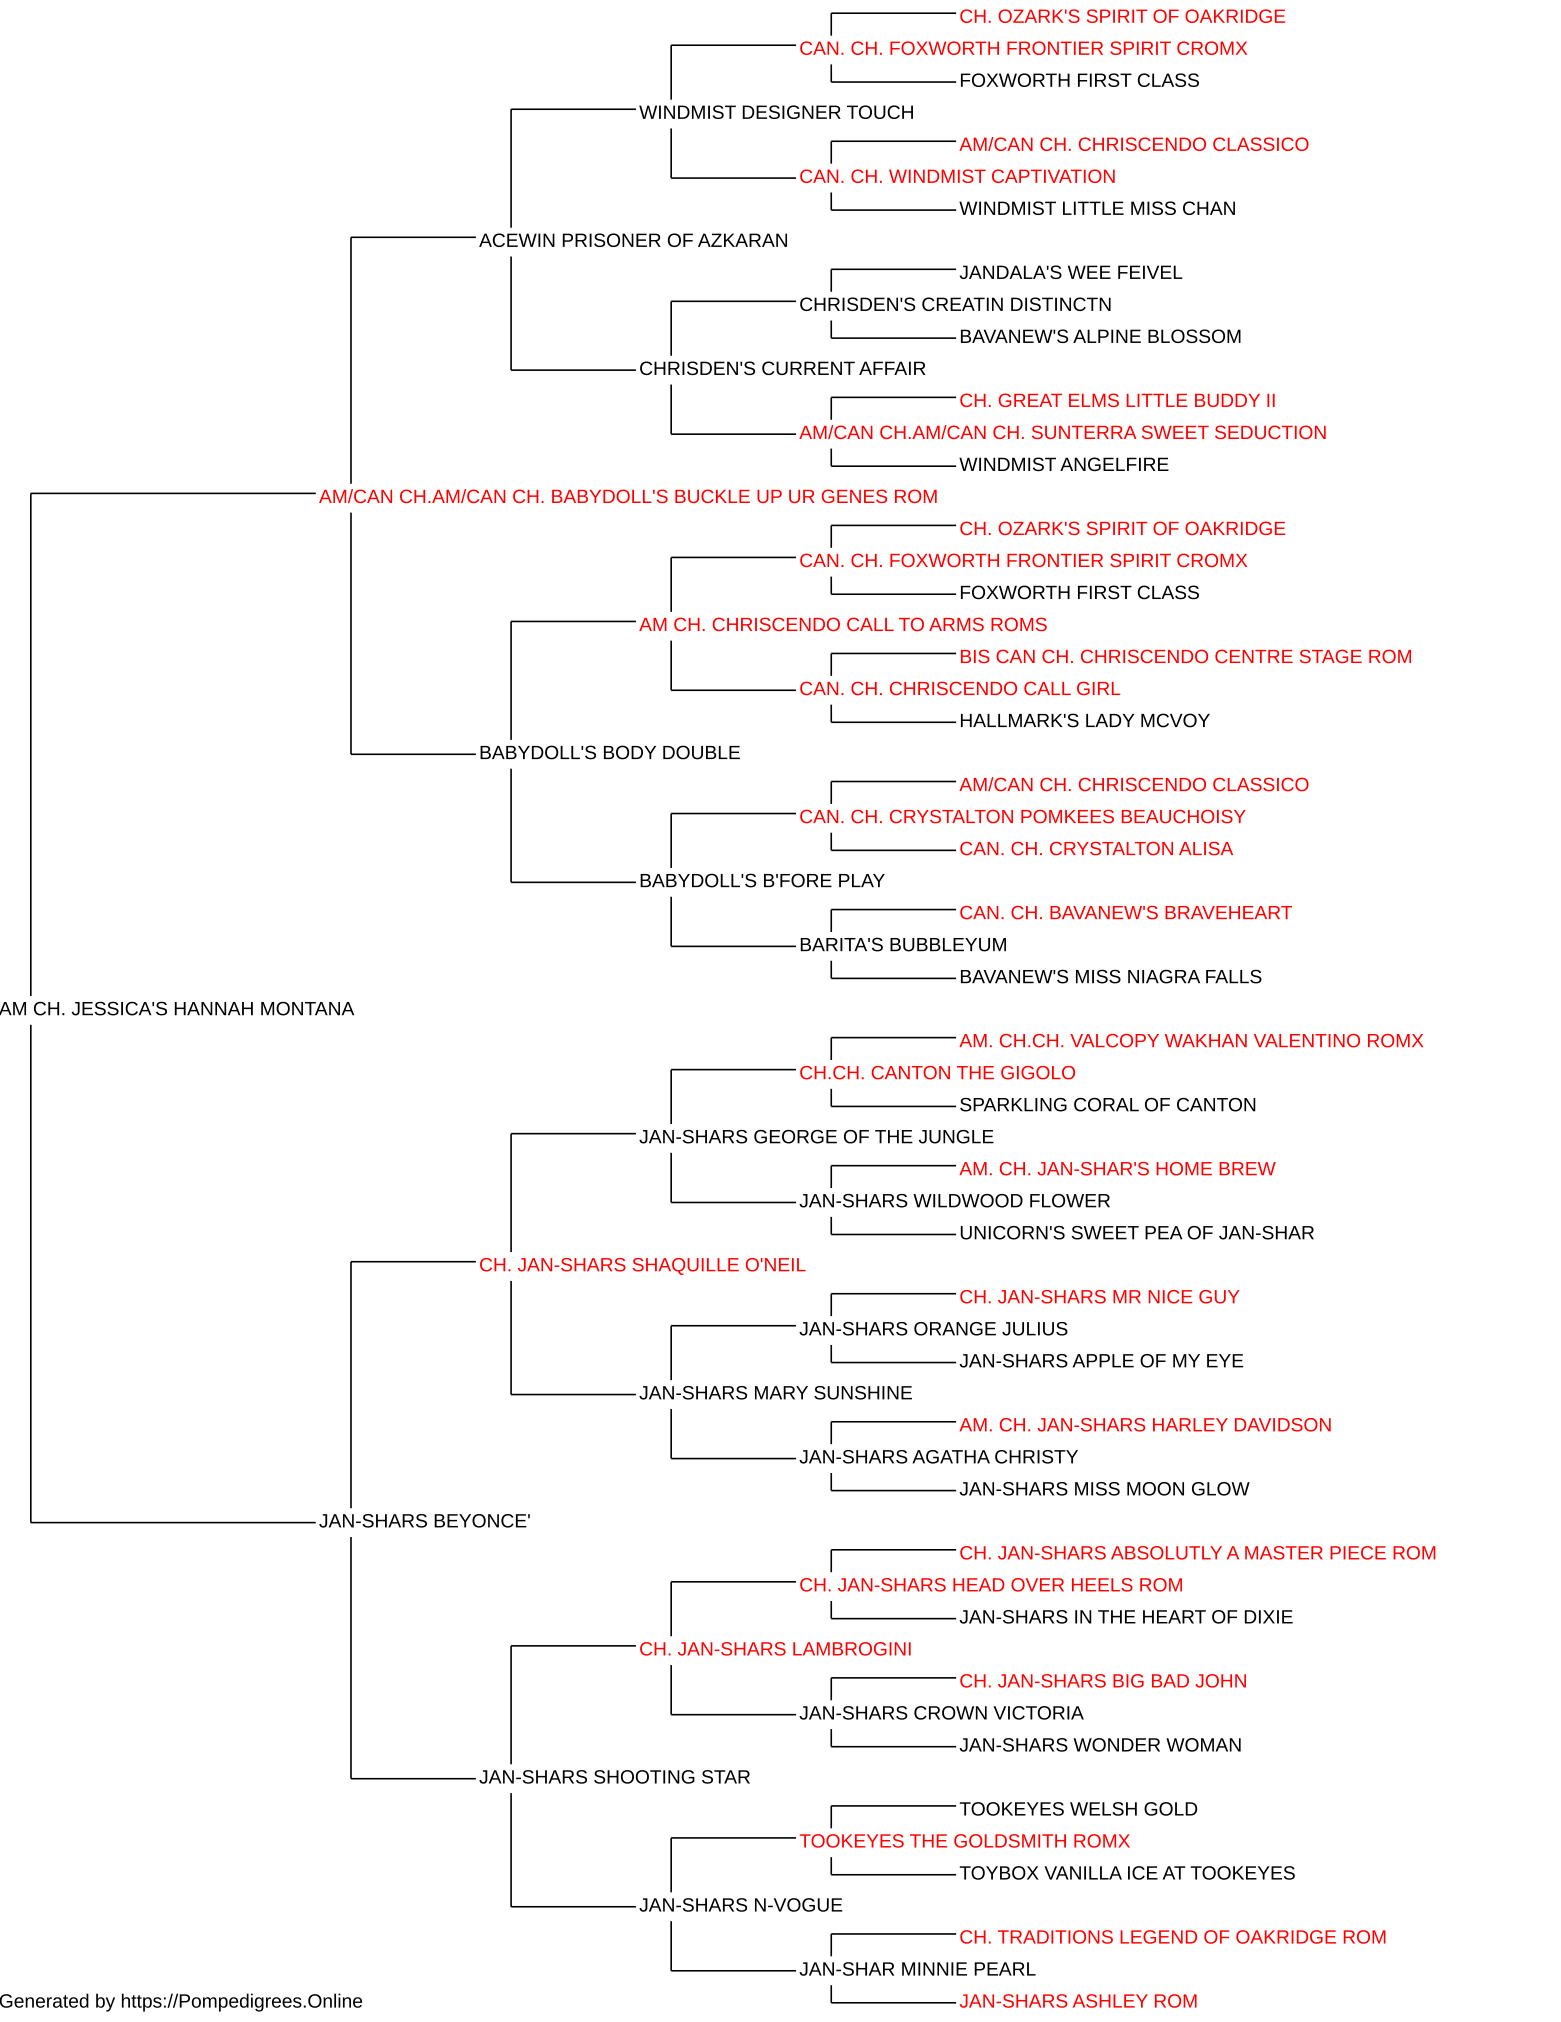 CH. OZARK'S SPIRIT OF OAKRIDGE
CAN. CH. FOXWORTH FRONTIER SPIRIT CROMX
FOXWORTH FIRST CLASS
WINDMIST DESIGNER TOUCH
AM/CAN CH. CHRISCENDO CLASSICO
CAN. CH. WINDMIST CAPTIVATION
WINDMIST LITTLE MISS CHAN
ACEWIN PRISONER OF AZKARAN
JANDALA'S WEE FEIVEL
CHRISDEN'S CREATIN DISTINCTN
BAVANEW'S ALPINE BLOSSOM
CHRISDEN'S CURRENT AFFAIR
CH. GREAT ELMS LITTLE BUDDY II
AM/CAN CH.AM/CAN CH. SUNTERRA SWEET SEDUCTION
WINDMIST ANGELFIRE
AM/CAN CH.AM/CAN CH. BABYDOLL'S BUCKLE UP UR GENES ROM
CH. OZARK'S SPIRIT OF OAKRIDGE
CAN. CH. FOXWORTH FRONTIER SPIRIT CROMX
FOXWORTH FIRST CLASS
AM CH. CHRISCENDO CALL TO ARMS ROMS
BIS CAN CH. CHRISCENDO CENTRE STAGE ROM
CAN. CH. CHRISCENDO CALL GIRL
HALLMARK'S LADY MCVOY
BABYDOLL'S BODY DOUBLE
AM/CAN CH. CHRISCENDO CLASSICO
CAN. CH. CRYSTALTON POMKEES BEAUCHOISY
CAN. CH. CRYSTALTON ALISA
BABYDOLL'S B'FORE PLAY
CAN. CH. BAVANEW'S BRAVEHEART
BARITA'S BUBBLEYUM
BAVANEW'S MISS NIAGRA FALLS
AM CH. JESSICA'S HANNAH MONTANA
AM. CH.CH. VALCOPY WAKHAN VALENTINO ROMX
CH.CH. CANTON THE GIGOLO
SPARKLING CORAL OF CANTON
JAN-SHARS GEORGE OF THE JUNGLE
AM. CH. JAN-SHAR'S HOME BREW
JAN-SHARS WILDWOOD FLOWER
UNICORN'S SWEET PEA OF JAN-SHAR
CH. JAN-SHARS SHAQUILLE O'NEIL
CH. JAN-SHARS MR NICE GUY
JAN-SHARS ORANGE JULIUS
JAN-SHARS APPLE OF MY EYE
JAN-SHARS MARY SUNSHINE
AM. CH. JAN-SHARS HARLEY DAVIDSON
JAN-SHARS AGATHA CHRISTY
JAN-SHARS MISS MOON GLOW
JAN-SHARS BEYONCE'
CH. JAN-SHARS ABSOLUTLY A MASTER PIECE ROM
CH. JAN-SHARS HEAD OVER HEELS ROM
JAN-SHARS IN THE HEART OF DIXIE
CH. JAN-SHARS LAMBROGINI
CH. JAN-SHARS BIG BAD JOHN
JAN-SHARS CROWN VICTORIA
JAN-SHARS WONDER WOMAN
JAN-SHARS SHOOTING STAR
TOOKEYES WELSH GOLD
TOOKEYES THE GOLDSMITH ROMX
TOYBOX VANILLA ICE AT TOOKEYES
JAN-SHARS N-VOGUE
CH. TRADITIONS LEGEND OF OAKRIDGE ROM
JAN-SHAR MINNIE PEARL
JAN-SHARS ASHLEY ROM
Generated by https://Pompedigrees.Online